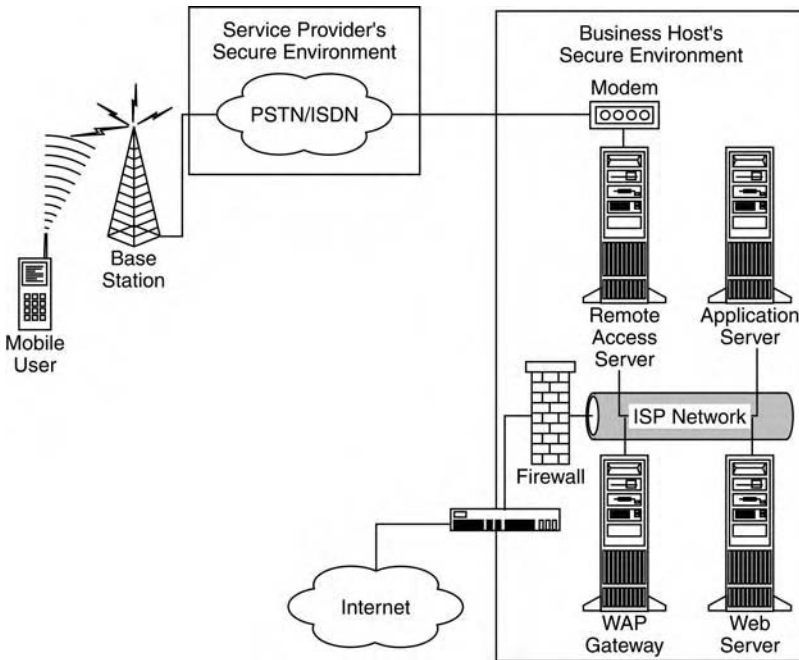 Service Provider's
Secure Environment
PSTN/ISDN
Business Host's
Secure Environment
Modem
Base
Station
Mobile
User
Remote
Access
Server
Application
Server
ISP Network
Firewall
Internet
WAP
Gateway
Web
Server